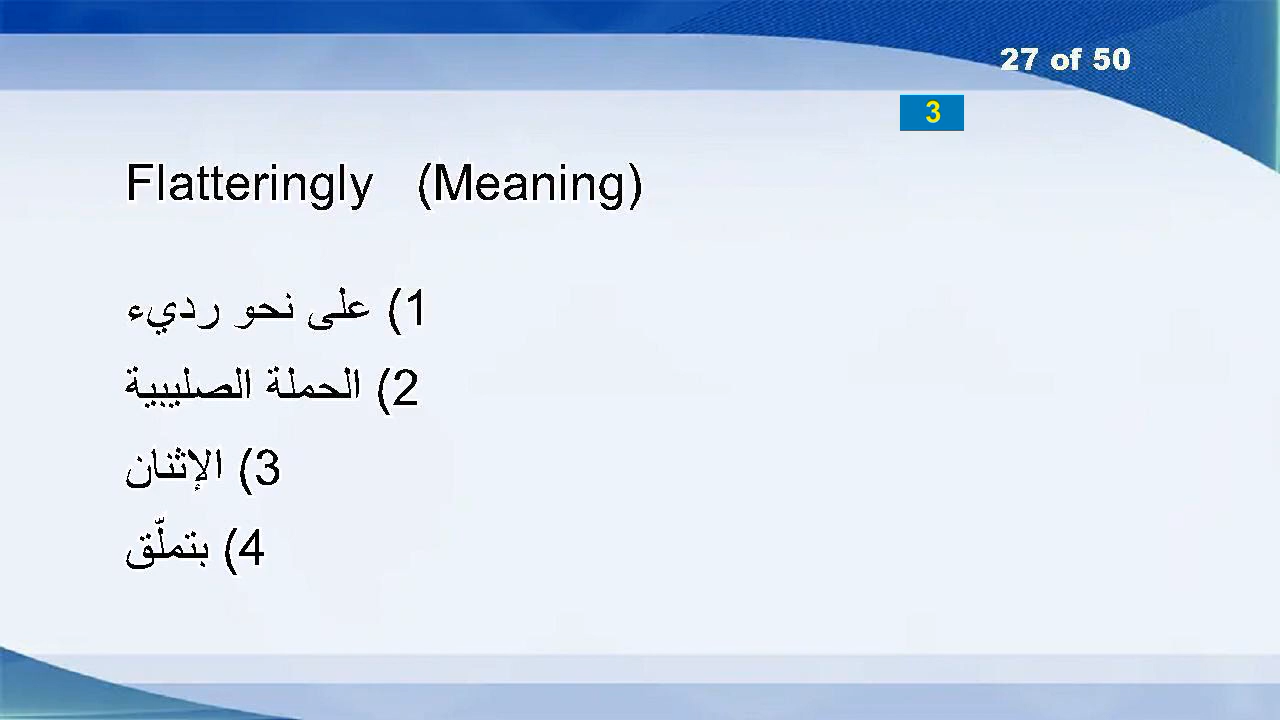 27 of 50
3
Flatteringly (Meaning)
1) على نحو رديء
2) الحملة الصليبية
3) الإثنان
4) بتملّق